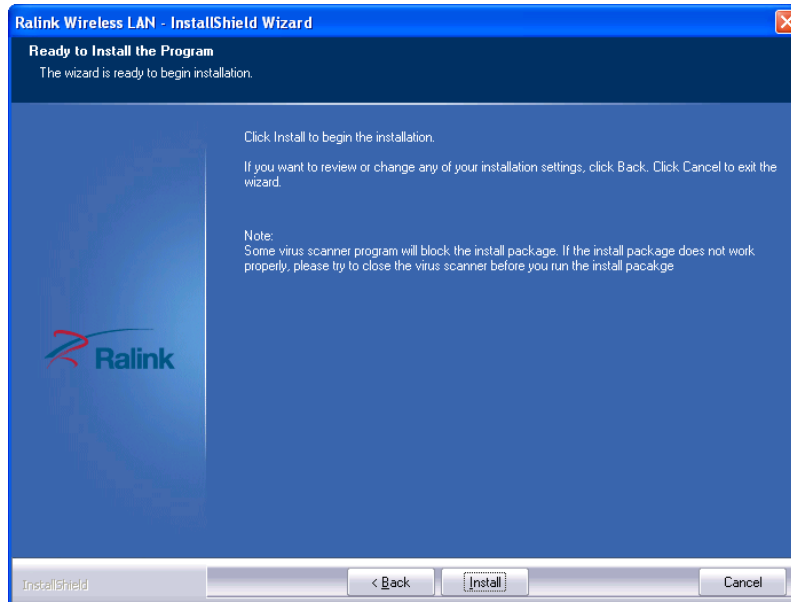 Ralink Wireless LAN - InstallShield Wizard
Ready to Install the Program
The wizard is ready to begin installation.
Click Install to begin the installation.
If you want to review or change any of your installation settings, click Back. Click Cancel to exit the
wizard.
Note:
Some virus scanner program will block the install package. If the install package does not work
properly, please try to close the virus scanner before you run the install pacakge
Ralink
InstallShield
< Back
Install
Cancel